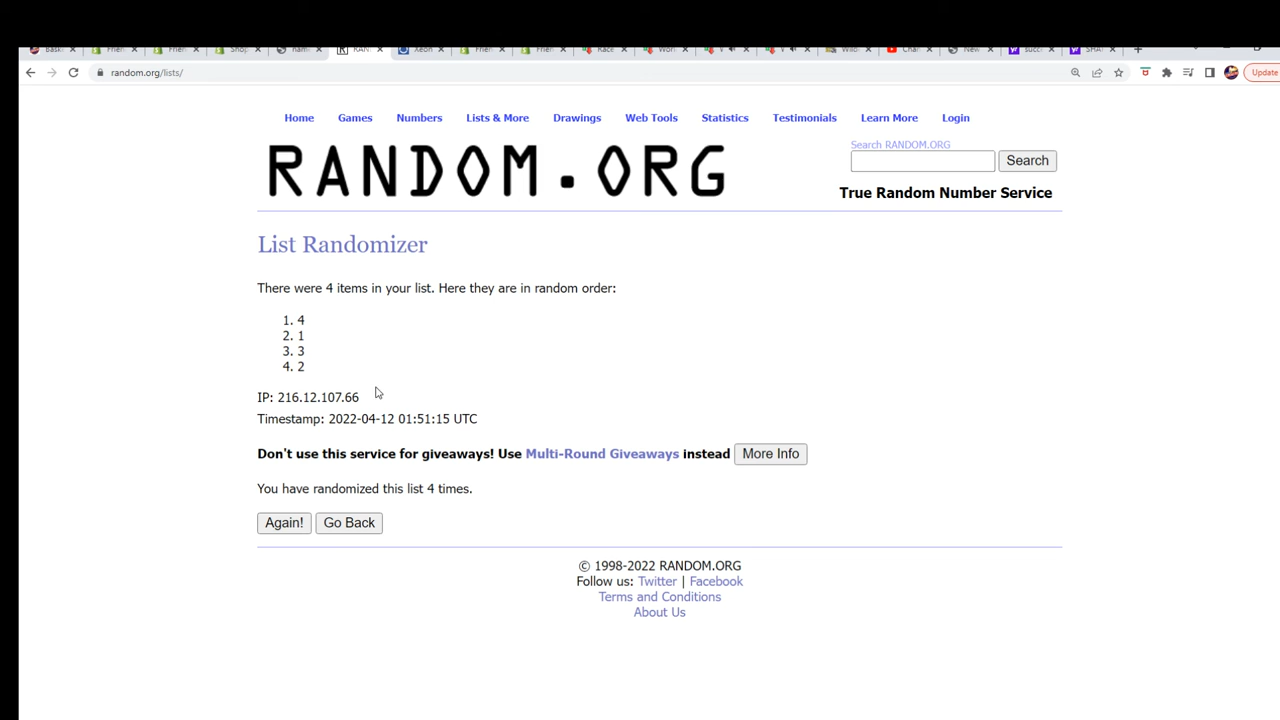 random.org/lists/
Update
Home Games Numbers Lists & More Drawings Web Tools Statistics Testimonials Learn More Login
RANDOM.ORG
Search RANDOM.ORG
Search
True Random Number Service
List Randomizer
There were 4 items in your list. Here they are in random order:
1. 4
2. 1
3. 3
4. 2
IP: 216.12.107.66
Timestamp: 2022-04-12 01:51:15 UTC
Don't use this service for giveaways! Use Multi-Round Giveaways instead More Info
You have randomized this list 4 times.
Again! Go Back
© 1998-2022 RANDOM.ORG
Follow us: Twitter | Facebook
Terms and Conditions
About Us